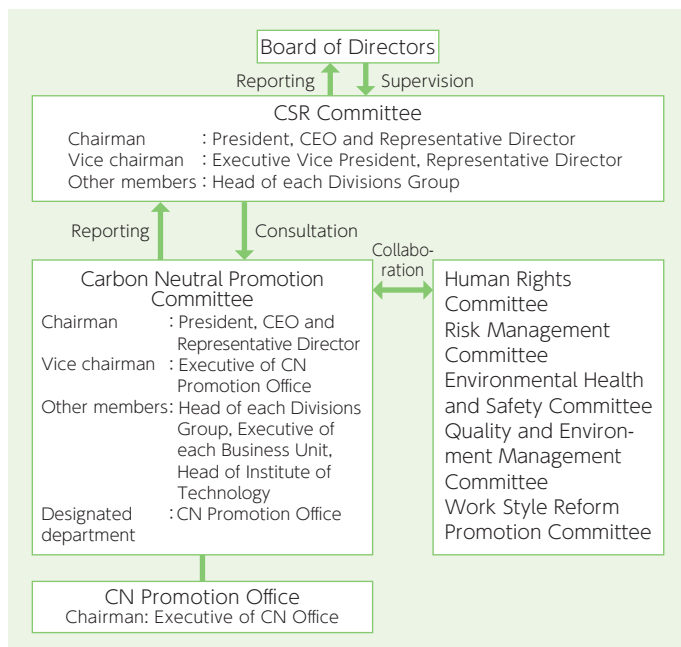 Board of Directors
Reporting
Supervision
CSR Committee
Chairman : President, CEO and Representative Director
Vice chairman : Executive Vice President, Representative Director
Other members : Head of each Divisions Group
Reporting
Consultation
Collabo-
ration
Carbon Neutral Promotion
Committee
Chairman : President, CEO and
Representative Director
Vice chairman : Executive of CN
Promotion Office
Other members: Head of each Divisions
Group, Executive of
each Business Unit,
Head of Institute of
Technology
Designated : CN Promotion Office
department
Human Rights
Committee
Risk Management
Committee
Environmental Health
and Safety Committee
Quality and Environ-
ment Management
Committee
Work Style Reform
Promotion Committee
CN Promotion Office
Chairman: Executive of CN Office